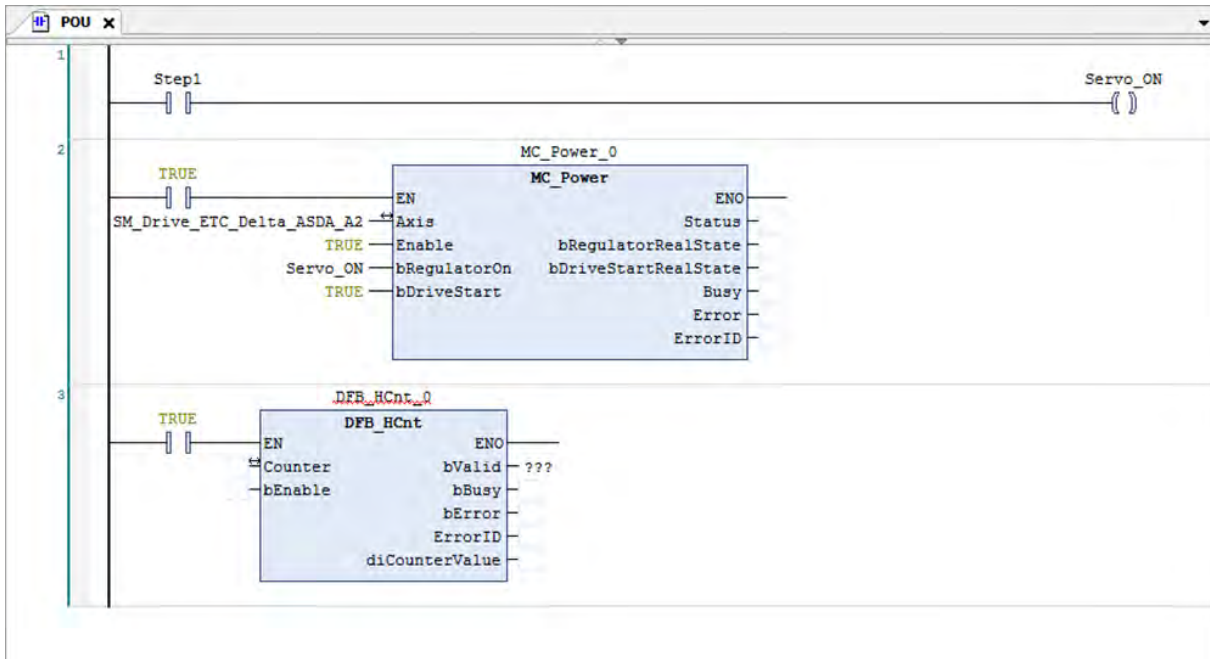 POU
1
Step1 Servo_ON
2
MC_Power_0
TRUE MC_Power
EN ENO
SM_Drive_ETC_Delta_ASDA_A2 Axis Status
TRUE Enable bRegulatorRealState
Servo_ON bRegulatorOn bDriveStartRealState
TRUE bDriveStart Busy
Error
ErrorID
3
DFB_HCnt_0
TRUE DFB_HCnt
EN ENO
Counter bValid ???
bEnable bBusy
bError
ErrorID
diCounterValue